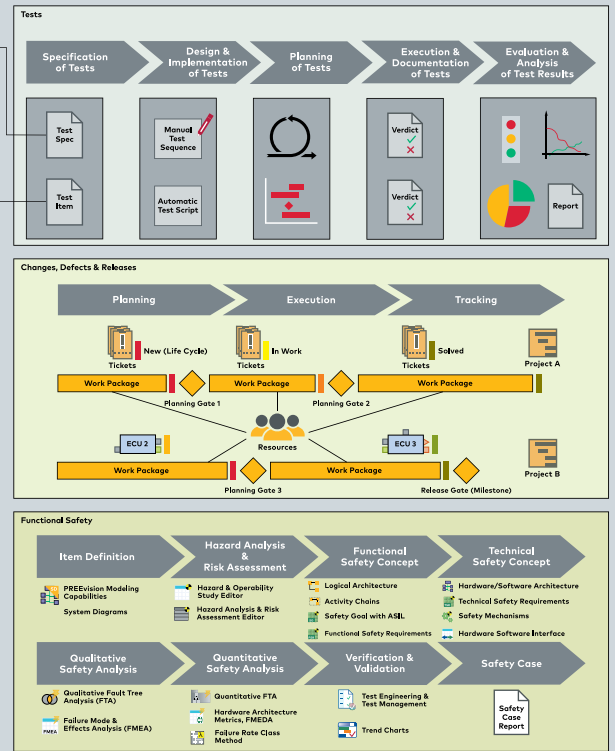 Tests
Specification
of Tests
Design &
Implementation
of Tests
Planning
of Tests
Execution &
Documentation
of Tests
Evaluation &
Analysis
of Test Results
Test
Spec
Manual
Test
Sequence
Verdict
Test
Item
Automatic
Test Script
Verdict
Report
Changes, Defects & Releases
Planning
Execution
Tracking
New (Life Cycle)
In Work
Solved
Tickets
Tickets
Tickets
Project A
Work Package
Work Package
Work Package
Planning Gate 1
Planning Gate 2
Resources
ECU 2
ECU 3
Work Package
Work Package
Project B
Planning Gate 3
Release Gate (Milestone)
Functional Safety
Item Definition
Hazard Analysis
&
Risk Assessment
Functional
Safety Concept
Technical
Safety Concept
PREEvision Modeling
Capabilities
System Diagrams
Hazard & Operability
Study Editor
Hazard Analysis & Risk
Assessment Editor
Logical Architecture
Activity Chains
Safety Goal with ASIL
Functional Safety Requirements
Hardware/Software Architecture
Technical Safety Requirements
Safety Mechanisms
Hardware Software Interface
Qualitative
Safety Analysis
Quantitative
Safety Analysis
Verification &
Validation
Safety Case
Qualitative Fault Tree
Analysis (FTA)
FMEA
Failure Mode &
Effects Analysis (FMEA)
Quantitative FTA
Hardware Architecture
Metrics, FMEDA
Failure Rate Class
Method
Test Engineering &
Test Management
Trend Charts
Safety
Case
Report